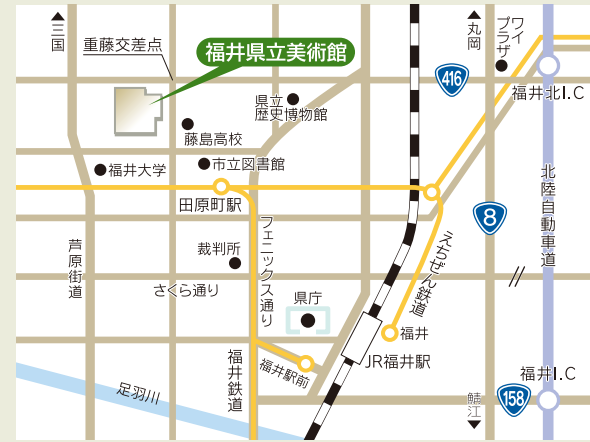 ▲三国
重藤交差点
福井県立美術館
▲丸岡
ワイプラザ
416
福井北I.C
県立
歴史博物館
藤島高校
福井大学
市立図書館
田原町駅
フェニックス通り
8
北陸自動車道
芦原街道
裁判所
さくら通り
えちぜん鉄道
県庁
福井
JR福井駅
福井駅前
福井鉄道
足羽川
福井I.C
158
鯖江▼